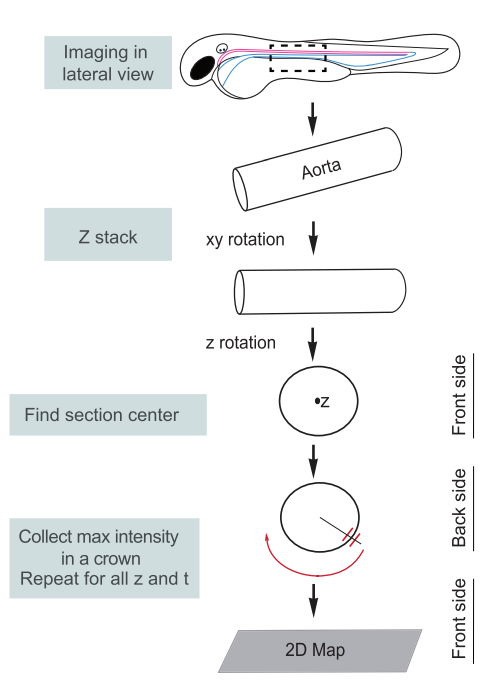 Imaging in
lateral view
Aorta
Z stack
xy rotation
z rotation
z
Find section center
Front side
Collect max intensity
in a crown
Repeat for all z and t
Back side
2D Map
Front side